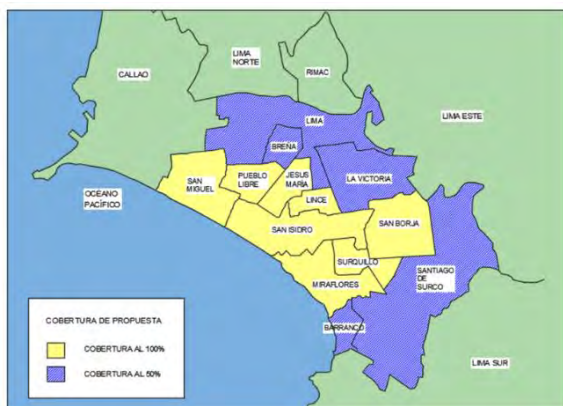 LIMA
NORTE
CALLAO
RIMAC
LIMA ESTE
LIMA
BREÑA
SAN
MIGUEL
PUEBLO
LIBRE
JESUS
MARIA
LA VICTORIA
OCEANO
PACÍFICO
LINCE
SAN BORJA
SAN ISIDRO
SURQUILLO
SANTIAGO
DE
SURCO
MIRAFLORES
BARRANCO
LIMA SUR
COBERTURA DE PROPUESTA
COBERTURA AL 100%
COBERTURA AL 50%